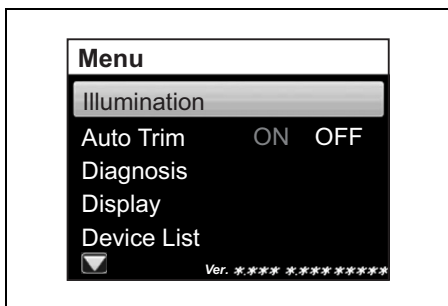 Menu
Illumination
Auto Trim ON OFF
Diagnosis
Display
Device List
Ver. *.*** *.*********